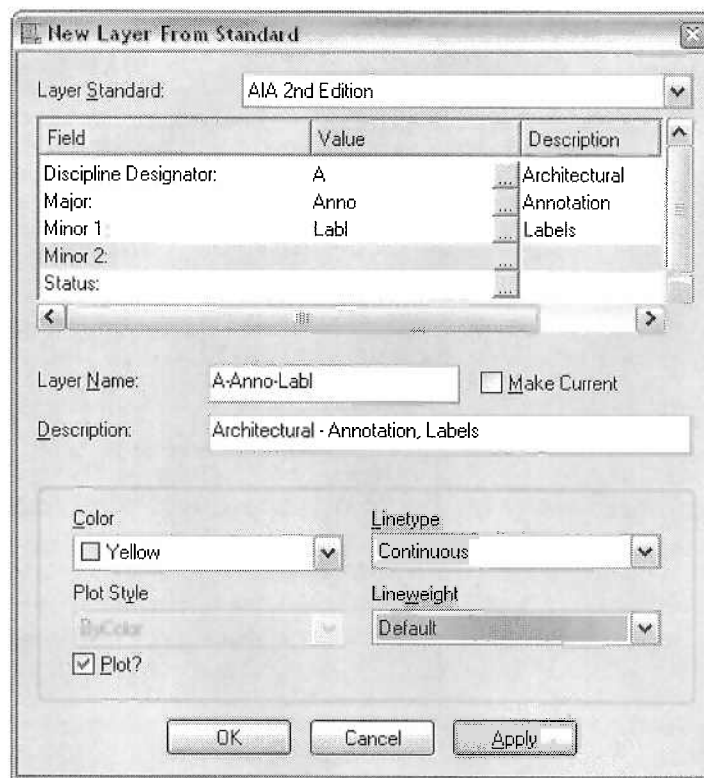 New Layer From Standard
Layer Standard: AIA 2nd Edition
Field Value Description
Discipline Designator: A ... Architectural
Major: Anno ... Annotation
Minor 1: Labl ... Labels
Minor 2: ...
Status: ...
Layer Name: A-Anno-Labl Make Current
Description: Architectural - Annotation, Labels
Color Linetype
Yellow Continuous
Plot Style Lineweight
ByColor Default
Plot?
OK Cancel Apply